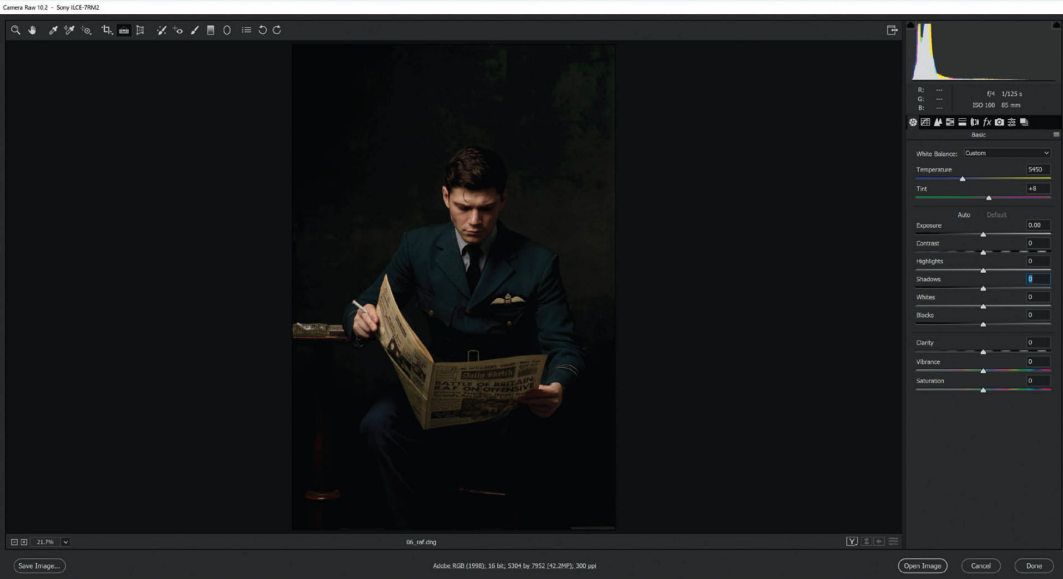 Camera Raw 10.2 - Sony ILCE-7RM2
R: ---
G: ---
B: ---
f/4 1/125 s
ISO 100 85 mm
fx
Basic
White Balance: Custom
Temperature 5450
Tint +8
Auto Default
Exposure 0.00
Contrast 0
Highlights 0
Shadows 0
Whites 0
Blacks 0
Clarity 0
Vibrance 0
Saturation 0
BATTLE OF BRITAIN
R.A.F. ON OFFENSIVE
21.7%
06_raf.dng
Y
Save Image...
Adobe RGB (1998); 16 bit; 5304 by 7952 (42.2MP); 300 ppi
Open Image
Cancel
Done